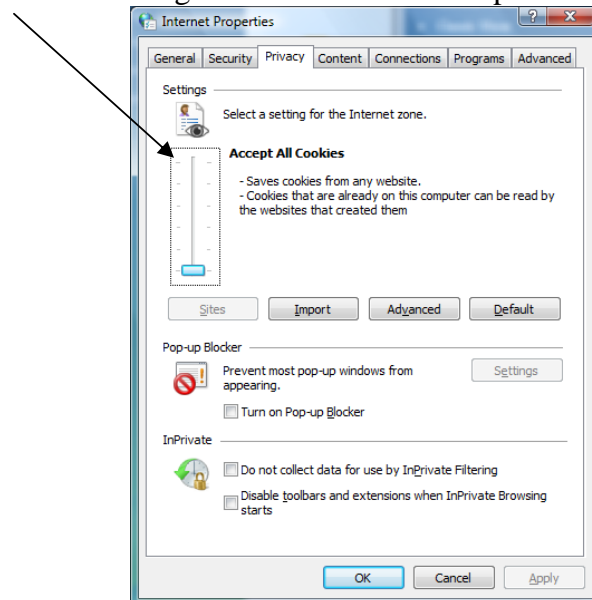 Internet Properties
General Security Privacy Content Connections Programs Advanced
Settings
Select a setting for the Internet zone.
Accept All Cookies
- Saves cookies from any website.
- Cookies that are already on this computer can be read by
the websites that created them
Sites Import Advanced Default
Pop-up Blocker
Prevent most pop-up windows from
appearing.
Settings
Turn on Pop-up Blocker
InPrivate
Do not collect data for use by InPrivate Filtering
Disable toolbars and extensions when InPrivate Browsing
starts
OK Cancel Apply